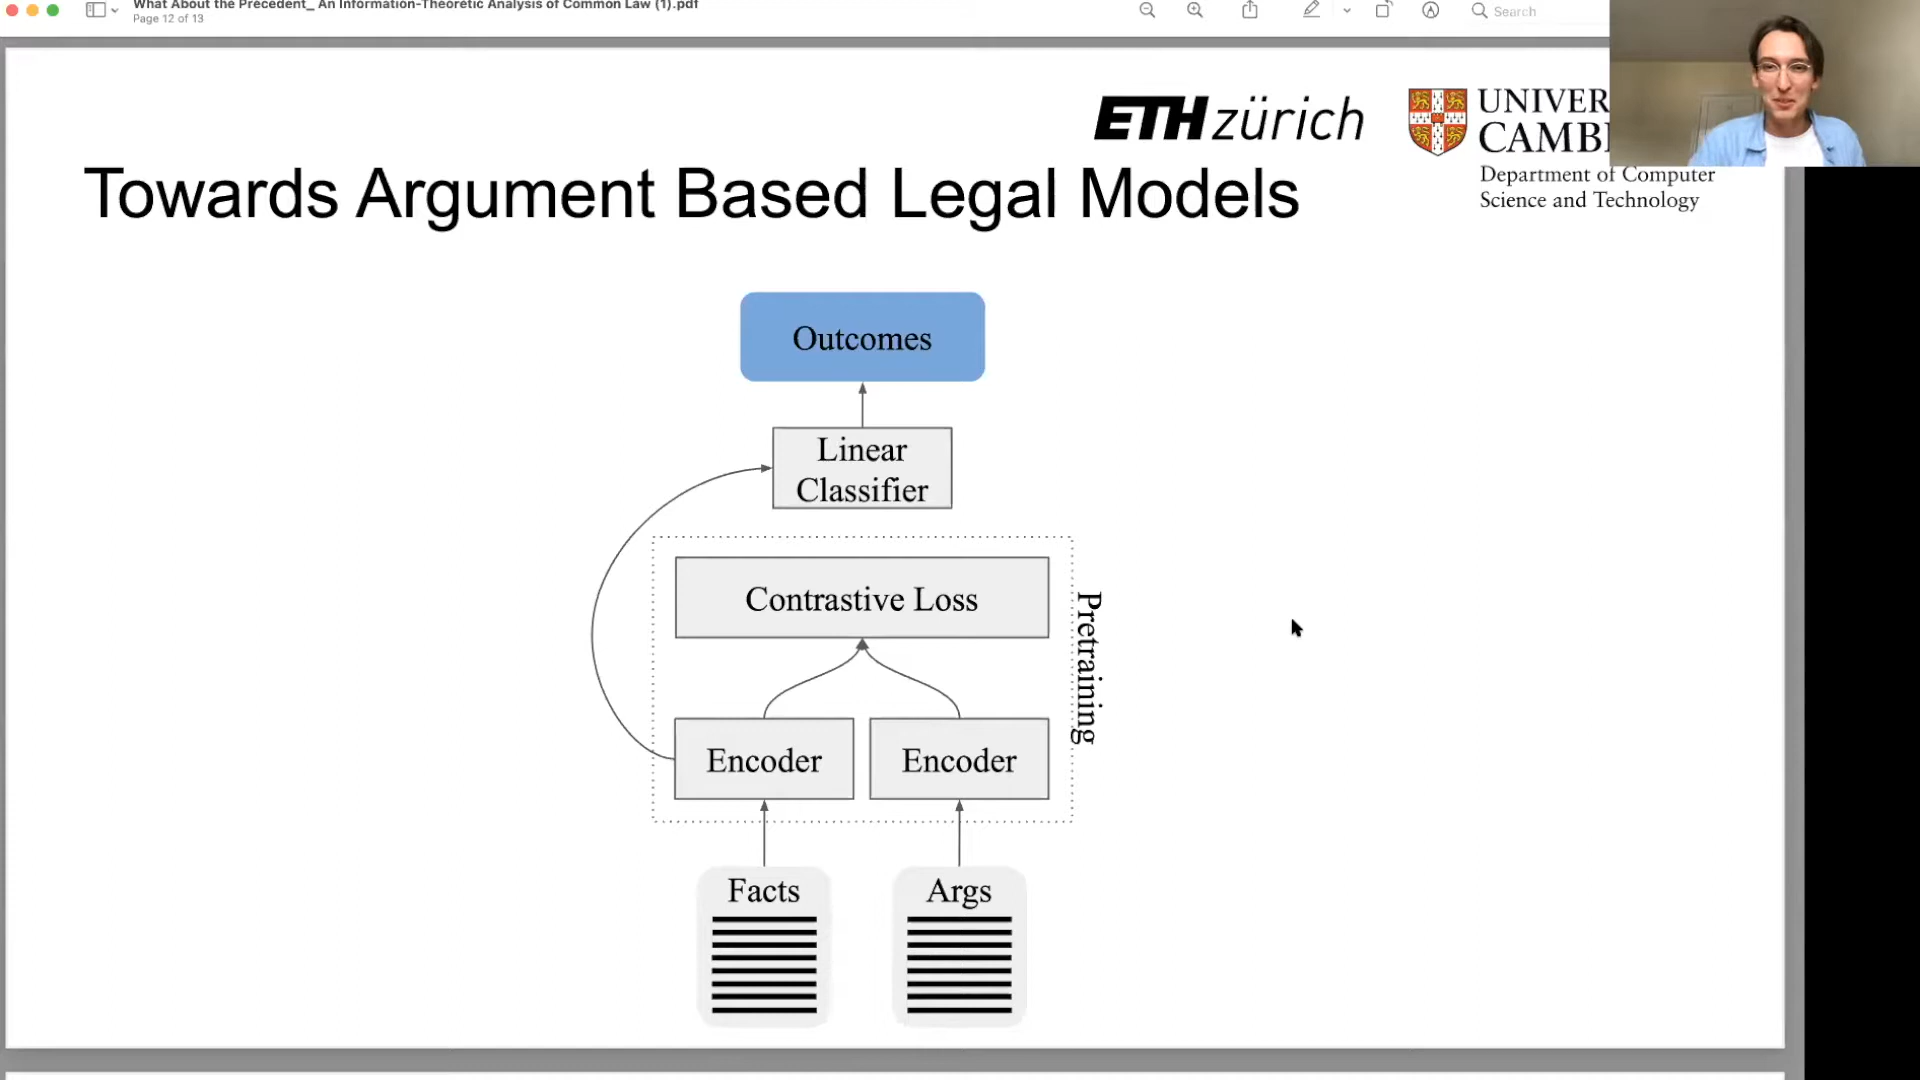 What About the Precedent_ An Information-Theoretic Analysis of Common Law (1).pdf
Page 12 of 13
Search
ETH zürich
UNIVER
CAMB
Department of Computer
Science and Technology
Towards Argument Based Legal Models
Outcomes
Linear
Classifier
Contrastive Loss
Pretraining
Encoder
Encoder
Facts
Args